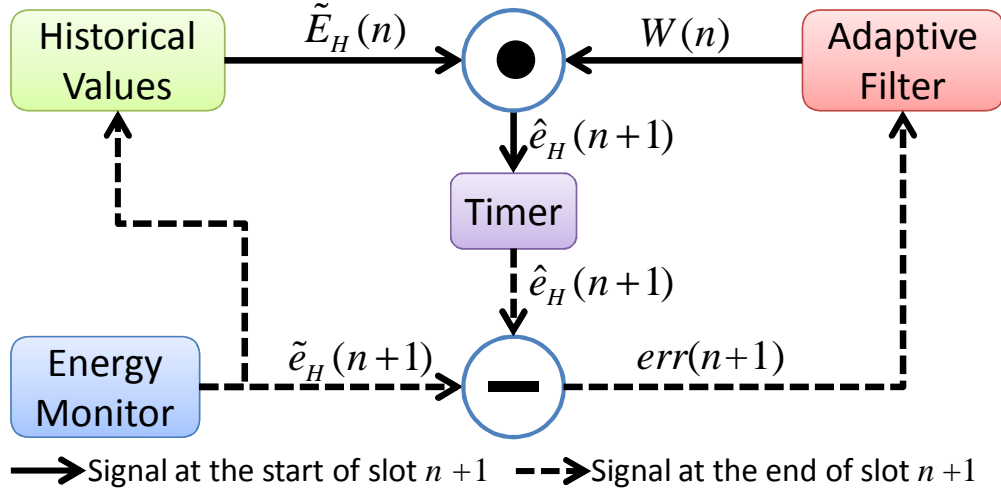 Historical
Values
Ẽ_H(n)
W(n)
Adaptive
Filter
ê_H(n+1)
Timer
ê_H(n+1)
Energy
Monitor
ẽ_H(n+1)
err(n+1)
Signal at the start of slot n+1
Signal at the end of slot n+1